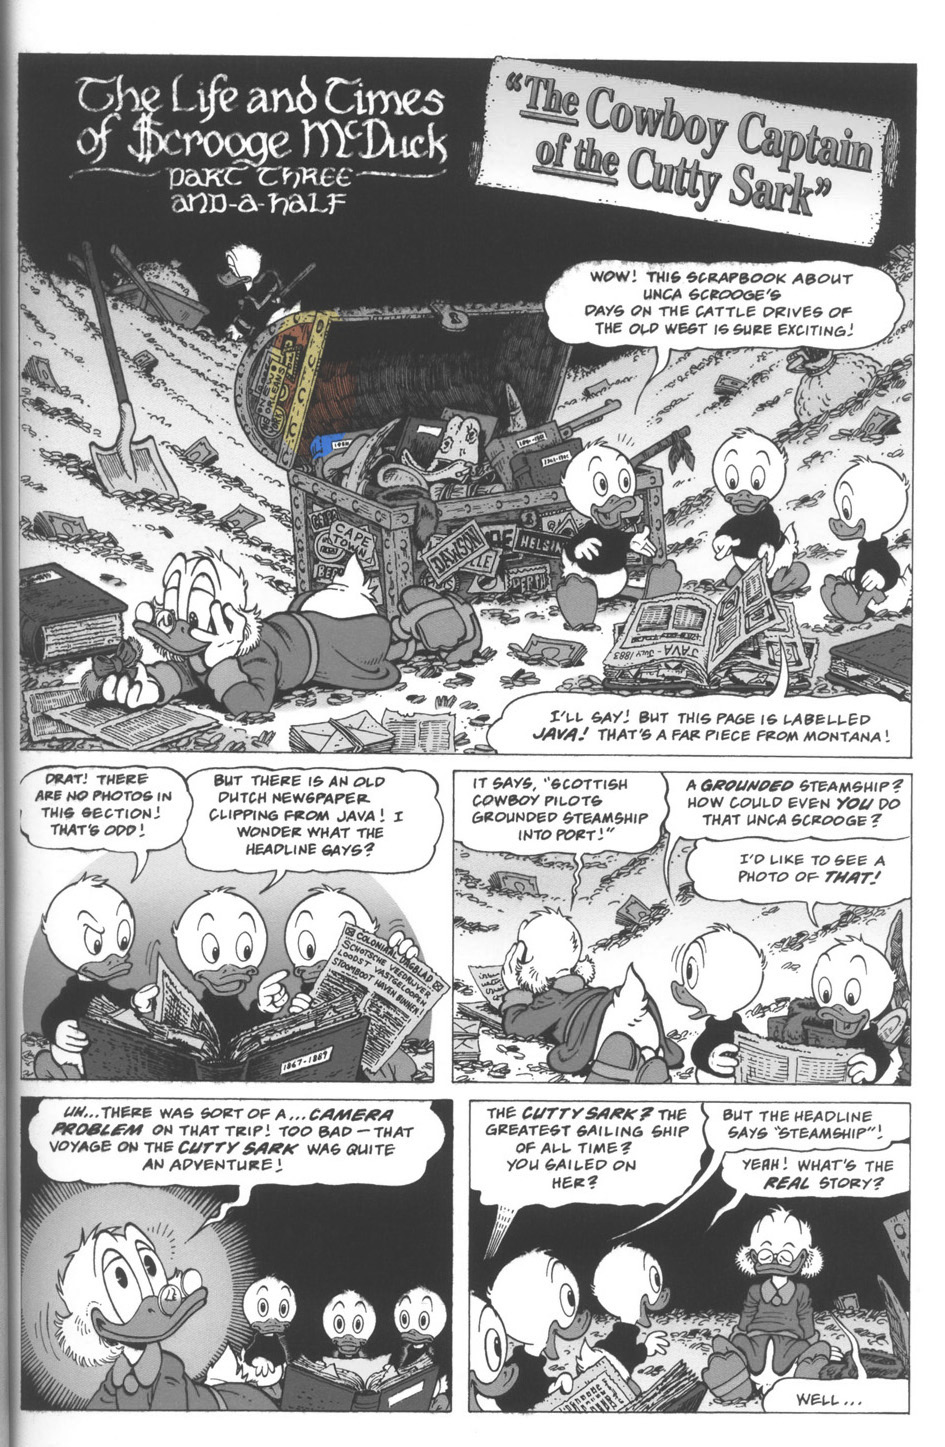 The Life and Times
of $crooge McDuck
PART THREE
AND-A-HALF
"The Cowboy Captain
of the Cutty Sark"
WOW! THIS SCRAPBOOK ABOUT
UNCA SCROOGE'S
DAYS ON THE CATTLE DRIVES OF
THE OLD WEST IS SURE EXCITING!
CAPE
TOWN
DAWSON
HELSIN
PERTH
JAVA - July 1883
I'LL SAY! BUT THIS PAGE IS LABELLED
JAVA! THAT'S A FAR PIECE FROM MONTANA!
DRAT! THERE
ARE NO PHOTOS IN
THIS SECTION!
THAT'S ODD!
BUT THERE IS AN OLD
DUTCH NEWSPAPER
CLIPPING FROM JAVA! I
WONDER WHAT THE
HEADLINE SAYS?
SCHOTSCHE VEEDRIJVER
LOODST VASTGELOOPEN
STOOMBOOT HAVEN BINNEN!
1867-1889
IT SAYS, "SCOTTISH
COWBOY PILOTS
GROUNDED STEAMSHIP
INTO PORT!"
A GROUNDED STEAMSHIP?
HOW COULD EVEN YOU DO
THAT UNCA SCROOGE?
I'D LIKE TO SEE A
PHOTO OF THAT!
UH...THERE WAS SORT OF A...CAMERA
PROBLEM ON THAT TRIP! TOO BAD — THAT
VOYAGE ON THE CUTTY SARK WAS QUITE
AN ADVENTURE!
THE CUTTY SARK? THE
GREATEST SAILING SHIP
OF ALL TIME?
YOU SAILED ON
HER?
BUT THE HEADLINE
SAYS "STEAMSHIP"!
YEAH! WHAT'S THE
REAL STORY?
WELL...